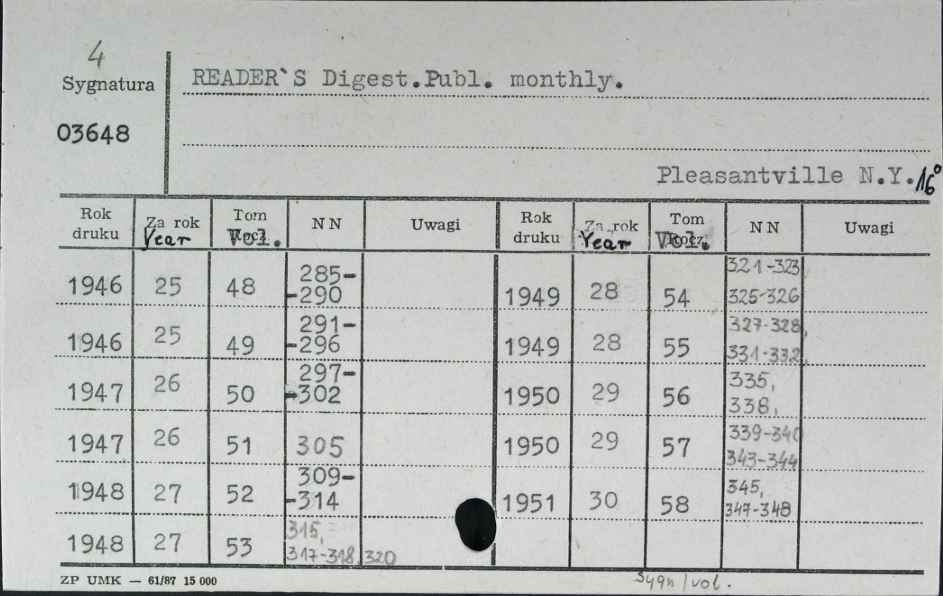 4
Sygnatura
READER`S Digest.Publ. monthly.
03648
Pleasantville N.Y. 16°
Rok druku Za rok Year Tom Vol. NN Uwagi Rok druku Za rok Year Tom Vol. NN Uwagi
1946 25 48 285-
-290
1946 25 49 291-
-296
1947 26 50 297-
-302
1947 26 51 305
1948 27 52 309-
-314
1948 27 53 315,
317-318,320
1949 28 54 321-323,
325-326
1949 28 55 327-328,
331-332,
1950 29 56 335,
338,
1950 29 57 339-340
343-344
1951 30 58 345,
347-348
ZP UMK — 61/87 15 000
Sygn/vol.